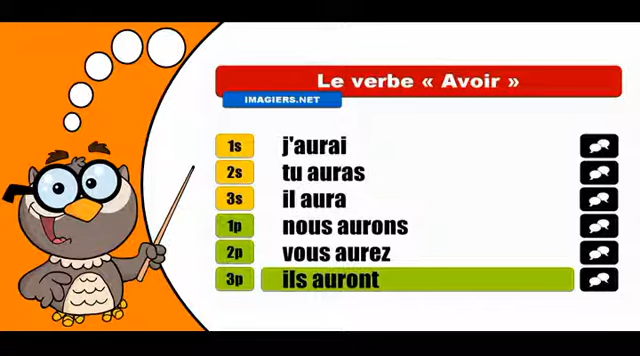 Le verbe « Avoir »
IMAGIERS.NET
1s j'aurai
2s tu auras
3s il aura
1p nous aurons
2p vous aurez
3p ils auront